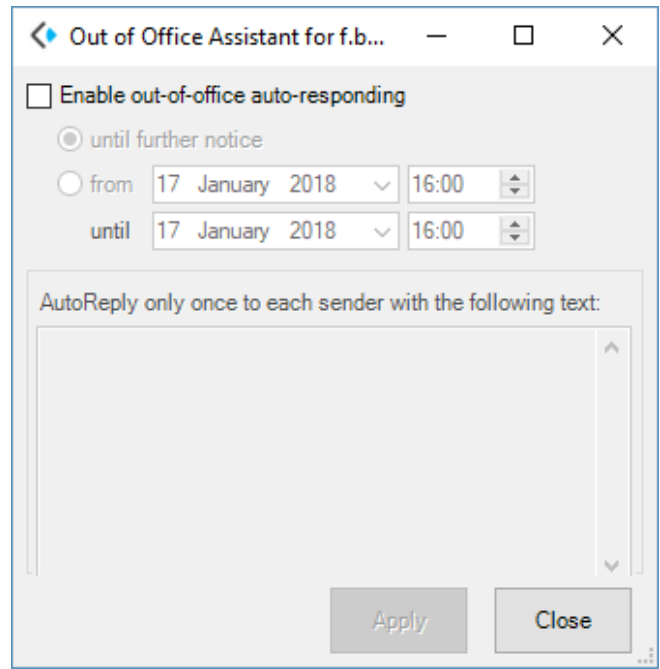 Out of Office Assistant for f.b...
Enable out-of-office auto-responding
until further notice
from 17 January 2018 16:00
until 17 January 2018 16:00
AutoReply only once to each sender with the following text:
Apply Close